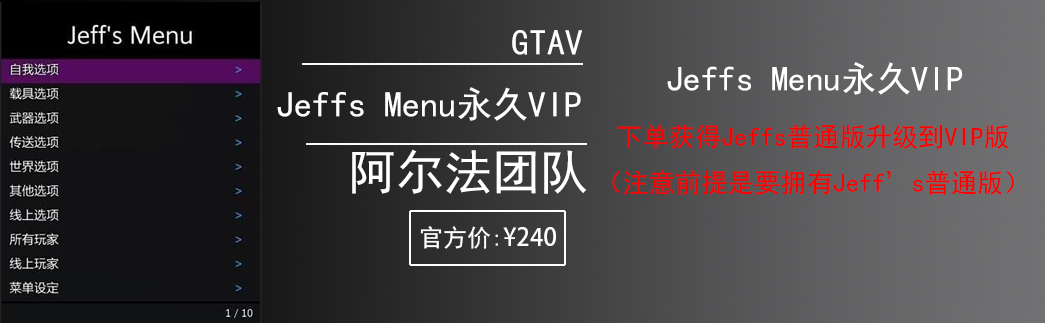 Jeff's Menu
自我选项 >
载具选项 >
武器选项 >
传送选项 >
世界选项 >
其他选项 >
线上选项 >
所有玩家 >
线上玩家 >
菜单设定 >
1 / 10
GTAV
Jeffs Menu永久VIP
阿尔法团队
官方价:¥240
Jeffs Menu永久VIP
下单获得Jeffs普通版升级到VIP版
（注意前提是要拥有Jeff's普通版）